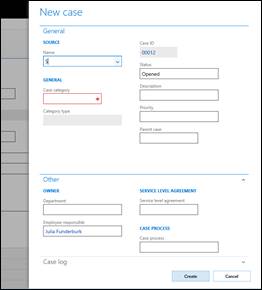 New case
General
SOURCE
Name
S
GENERAL
Case category
Category type
Case ID
00012
Status
Opened
Description
Priority
Parent case
Other
OWNER
Department
Employee responsible
Julia Funderburk
SERVICE LEVEL AGREEMENT
Service level agreement
CASE PROCESS
Case process
Case log
Create
Cancel